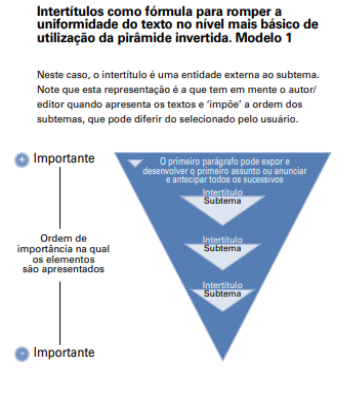 Intertítulos como fórmula para romper a
uniformidade do texto no nível mais básico de
utilização da pirâmide invertida. Modelo 1
Neste caso, o intertítulo é uma entidade externa ao subtema.
Note que esta representação é a que tem em mente o autor/
editor quando apresenta os textos e ‘impõe’ a ordem dos
subtemas, que pode diferir do selecionado pelo usuário.
+ Importante
O primeiro parágrafo pode expor e
desenvolver o primeiro assunto ou anunciar
e antecipar todos os sucessivos
Intertítulo
Subtema
Ordem de
importância na qual
os elementos
são apresentados
Intertítulo
Subtema
Intertítulo
Subtema
- Importante